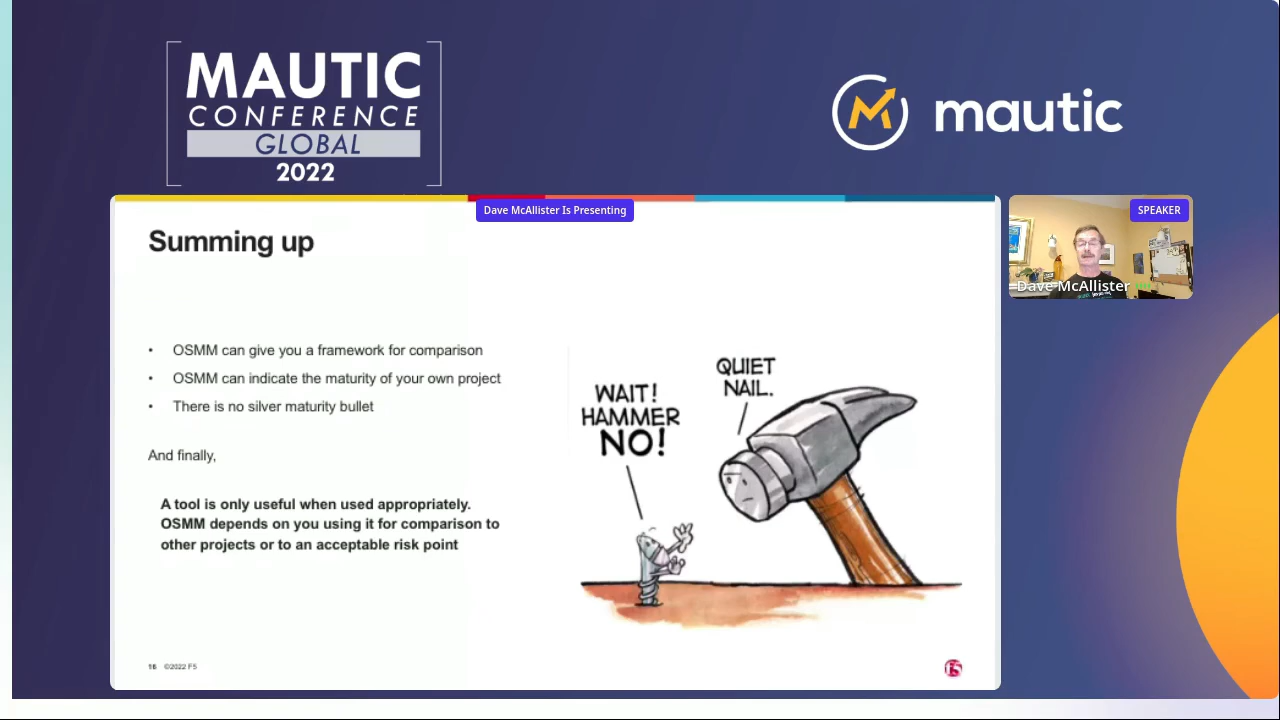 MAUTIC
CONFERENCE
GLOBAL
2022
mautic
Dave McAllister Is Presenting
SPEAKER
Dave McAllister
Summing up
• OSMM can give you a framework for comparison
• OSMM can indicate the maturity of your own project
• There is no silver maturity bullet
And finally,
A tool is only useful when used appropriately.
OSMM depends on you using it for comparison to
other projects or to an acceptable risk point
WAIT!
HAMMER
NO!
QUIET
NAIL.
16 ©2022 F5
f5